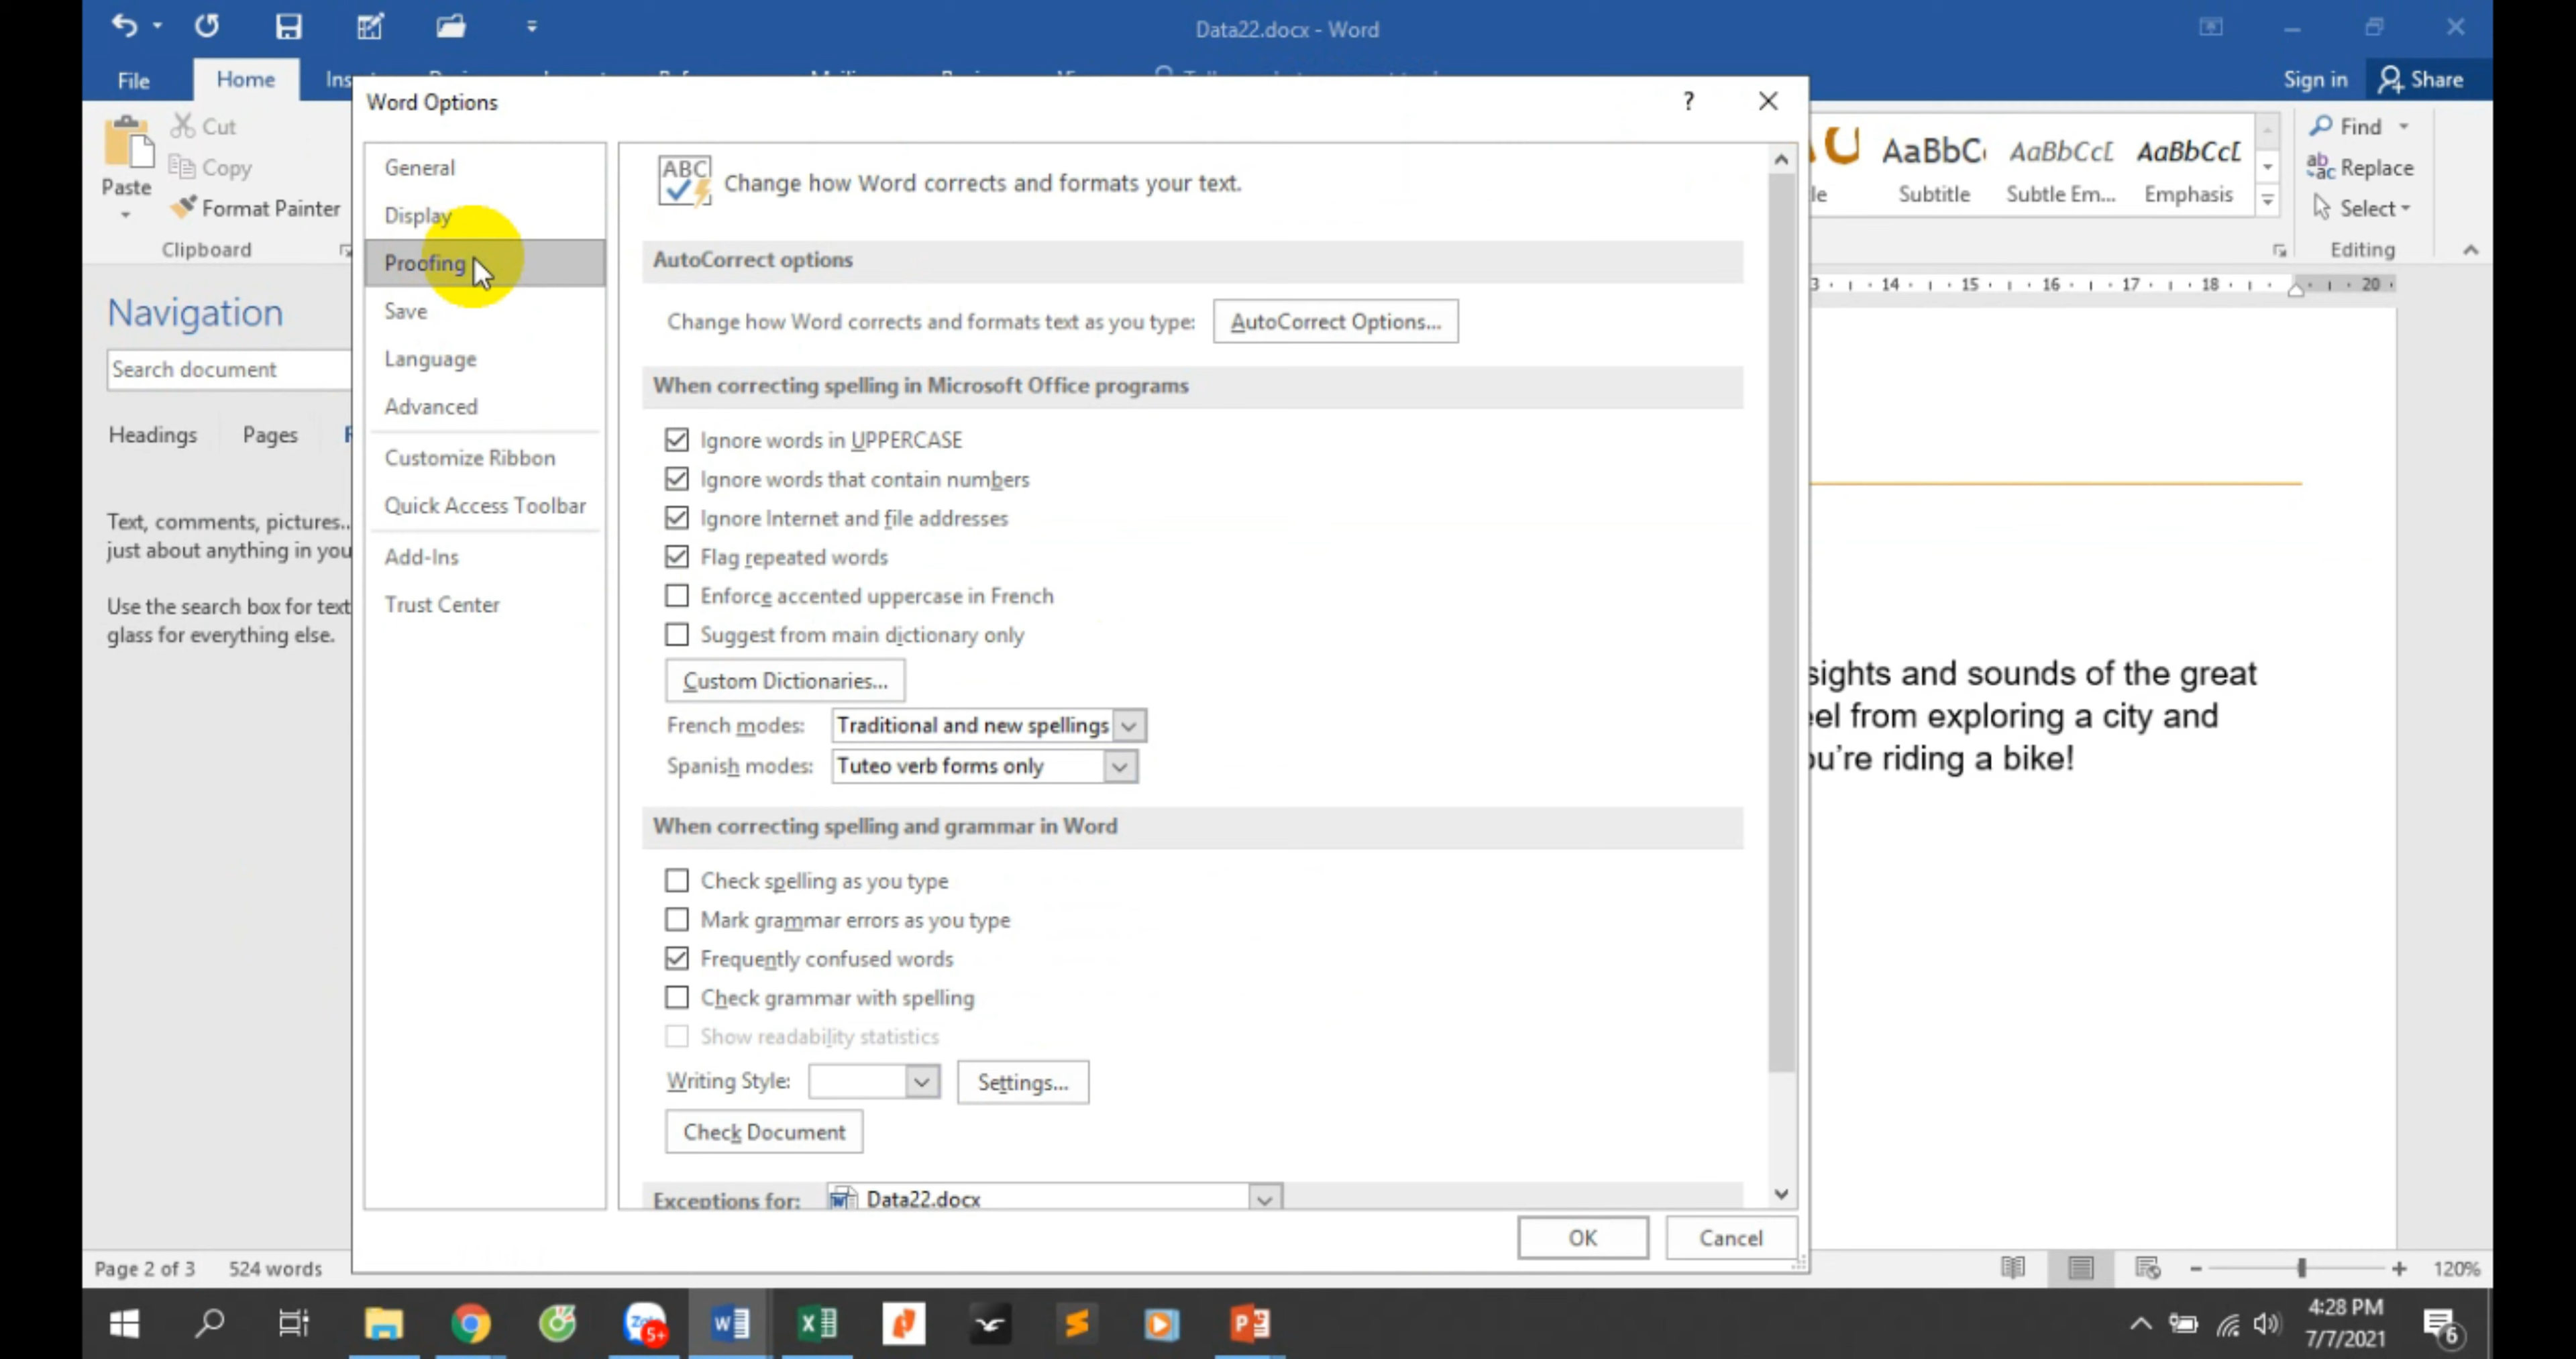 Data22.docx - Word
File
Home
Sign in
Share
Word Options
?
Cut
Copy
Paste
Format Painter
Clipboard
AaBbC
AaBbCcD
AaBbCcD
Subtitle
Subtle Em...
Emphasis
Find
Replace
Select
Editing
General
Display
Proofing
Save
Language
Advanced
Customize Ribbon
Quick Access Toolbar
Add-Ins
Trust Center
ABC
Change how Word corrects and formats your text.
AutoCorrect options
Change how Word corrects and formats text as you type:
AutoCorrect Options...
When correcting spelling in Microsoft Office programs
Ignore words in UPPERCASE
Ignore words that contain numbers
Ignore Internet and file addresses
Flag repeated words
Enforce accented uppercase in French
Suggest from main dictionary only
Custom Dictionaries...
French modes: Traditional and new spellings
Spanish modes: Tuteo verb forms only
When correcting spelling and grammar in Word
Check spelling as you type
Mark grammar errors as you type
Frequently confused words
Check grammar with spelling
Show readability statistics
Writing Style:
Settings...
Check Document
Exceptions for: Data22.docx
OK
Cancel
Navigation
Search document
Headings
Pages
Text, comments, pictures...
just about anything in you
Use the search box for text
glass for everything else.
14 15 16 17 18 20
sights and sounds of the great
from exploring a city and
ou're riding a bike!
Page 2 of 3
524 words
120%
5+
4:28 PM
7/7/2021
6